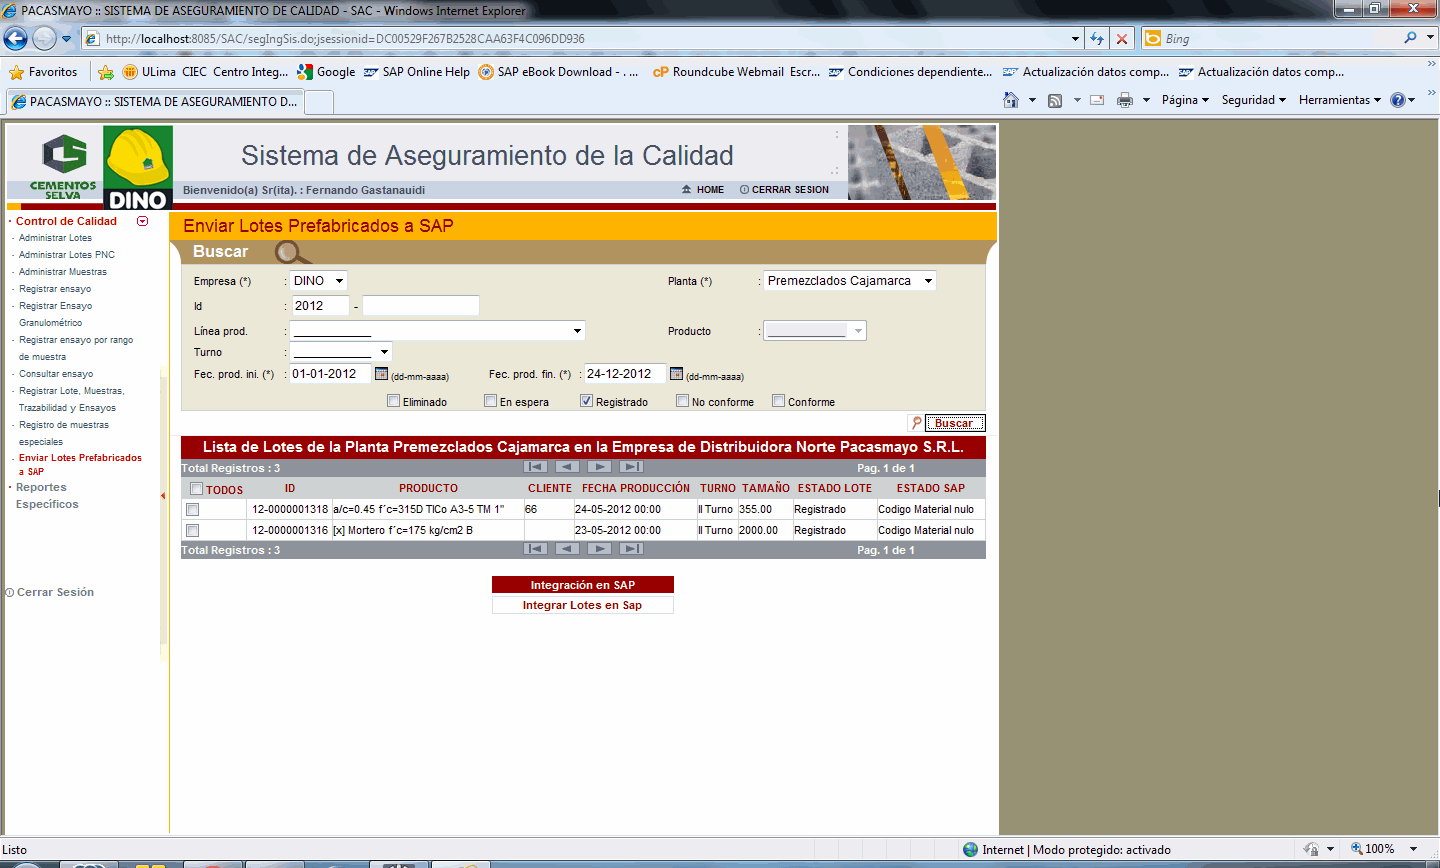 PACASMAYO :: SISTEMA DE ASEGURAMIENTO DE CALIDAD - SAC - Windows Internet Explorer
http://localhost:8085/SAC/segIngSis.do;jsessionid=DC00529F267B2528CAA63F4C096DD936
Bing
Favoritos ULima CIEC Centro Integ... Google SAP Online Help SAP eBook Download - . ... Roundcube Webmail Escr... Condiciones dependiente... Actualización datos comp... Actualización datos comp...
PACASMAYO :: SISTEMA DE ASEGURAMIENTO D...
Página Seguridad Herramientas
CEMENTOS SELVA
DINO
Sistema de Aseguramiento de la Calidad
Bienvenido(a) Sr(ita). : Fernando Gastanauidi HOME CERRAR SESION
Control de Calidad
Administrar Lotes
Administrar Lotes PNC
Administrar Muestras
Registrar ensayo
Registrar Ensayo
Granulométrico
Registrar ensayo por rango
de muestra
Consultar ensayo
Registrar Lote, Muestras,
Trazabilidad y Ensayos
Registro de muestras
especiales
Enviar Lotes Prefabricados
a SAP
Reportes
Específicos
Cerrar Sesión
Enviar Lotes Prefabricados a SAP
Buscar
Empresa (*) : DINO Planta (*) : Premezclados Cajamarca
Id : 2012 -
Línea prod. : ____________ Producto : ____________
Turno : ____________
Fec. prod. ini. (*) : 01-01-2012 (dd-mm-aaaa) Fec. prod. fin. (*) : 24-12-2012 (dd-mm-aaaa)
Eliminado En espera Registrado No conforme Conforme
Buscar
Lista de Lotes de la Planta Premezclados Cajamarca en la Empresa de Distribuidora Norte Pacasmayo S.R.L.
Total Registros : 3 Pag. 1 de 1
TODOS ID PRODUCTO CLIENTE FECHA PRODUCCIÓN TURNO TAMAÑO ESTADO LOTE ESTADO SAP
12-0000001318 a/c=0.45 f´c=315D TICo A3-5 TM 1" 66 24-05-2012 00:00 II Turno 355.00 Registrado Codigo Material nulo
12-0000001316 [x] Mortero f´c=175 kg/cm2 B 23-05-2012 00:00 II Turno 2000.00 Registrado Codigo Material nulo
Total Registros : 3 Pag. 1 de 1
Integración en SAP
Integrar Lotes en Sap
Listo Internet | Modo protegido: activado 100%